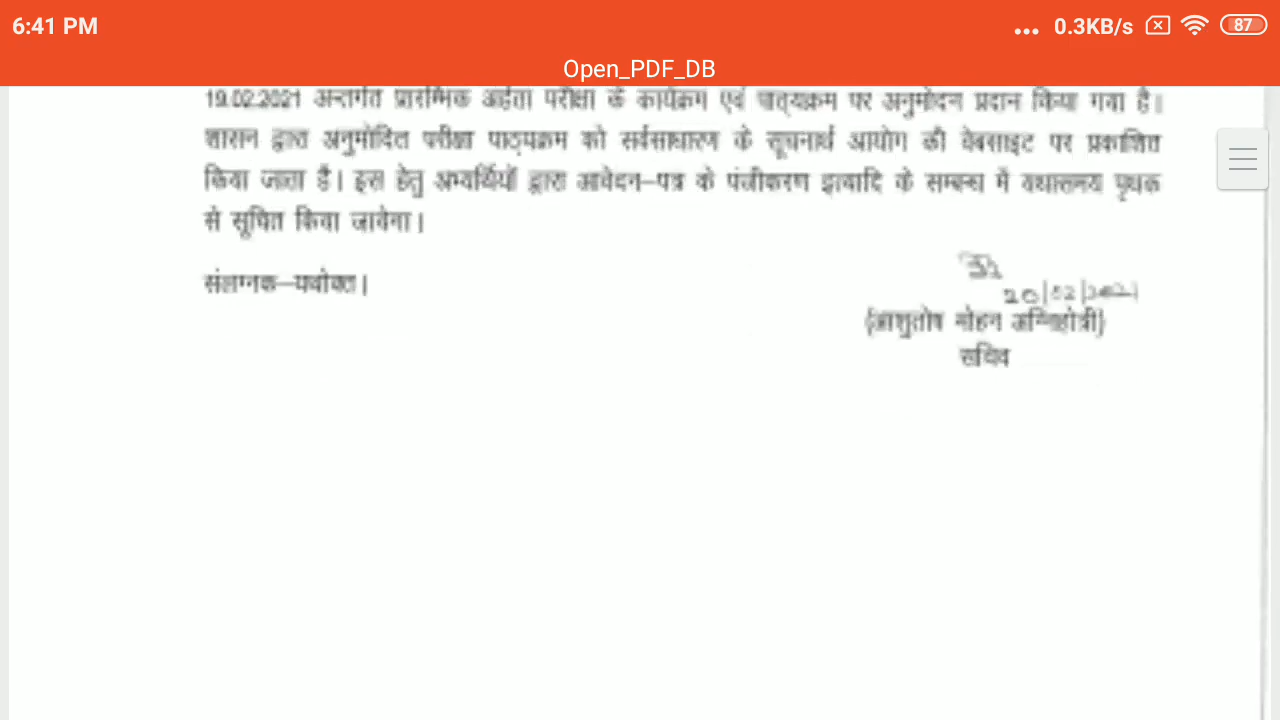 6:41 PM
... 0.3KB/s 87
Open_PDF_DB
19.02.2021 अन्तर्गत प्रारम्भिक अर्हता परीक्षा के कार्यक्रम एवं पाठ्यक्रम पर अनुमोदन प्रदान किया गया है।
शासन द्वारा अनुमोदित परीक्षा पाठ्यक्रम को सर्वसाधारण के सूचनार्थ आयोग की वेबसाइट पर प्रकाशित
किया जाता है। इस हेतु अभ्यर्थियों द्वारा आवेदन–पत्र के पंजीकरण इत्यादि के सम्बन्ध में यथासमय पृथक
से सूचित किया जायेगा।
संलग्नक–यथोक्त।
20|02|2021
(आशुतोष मोहन अग्निहोत्री)
सचिव